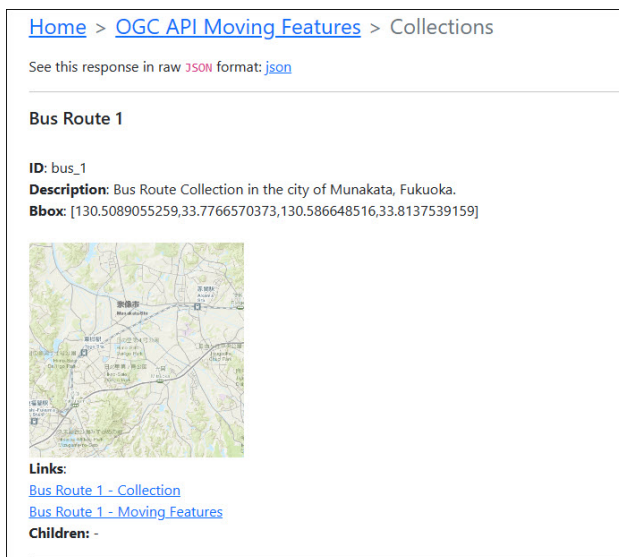 Home > OGC API Moving Features > Collections
See this response in raw JSON format: json
Bus Route 1
ID: bus_1
Description: Bus Route Collection in the city of Munakata, Fukuoka.
Bbox: [130.5089055259,33.7766570373,130.586648516,33.8137539159]
宗像市
Links:
Bus Route 1 - Collection
Bus Route 1 - Moving Features
Children: -